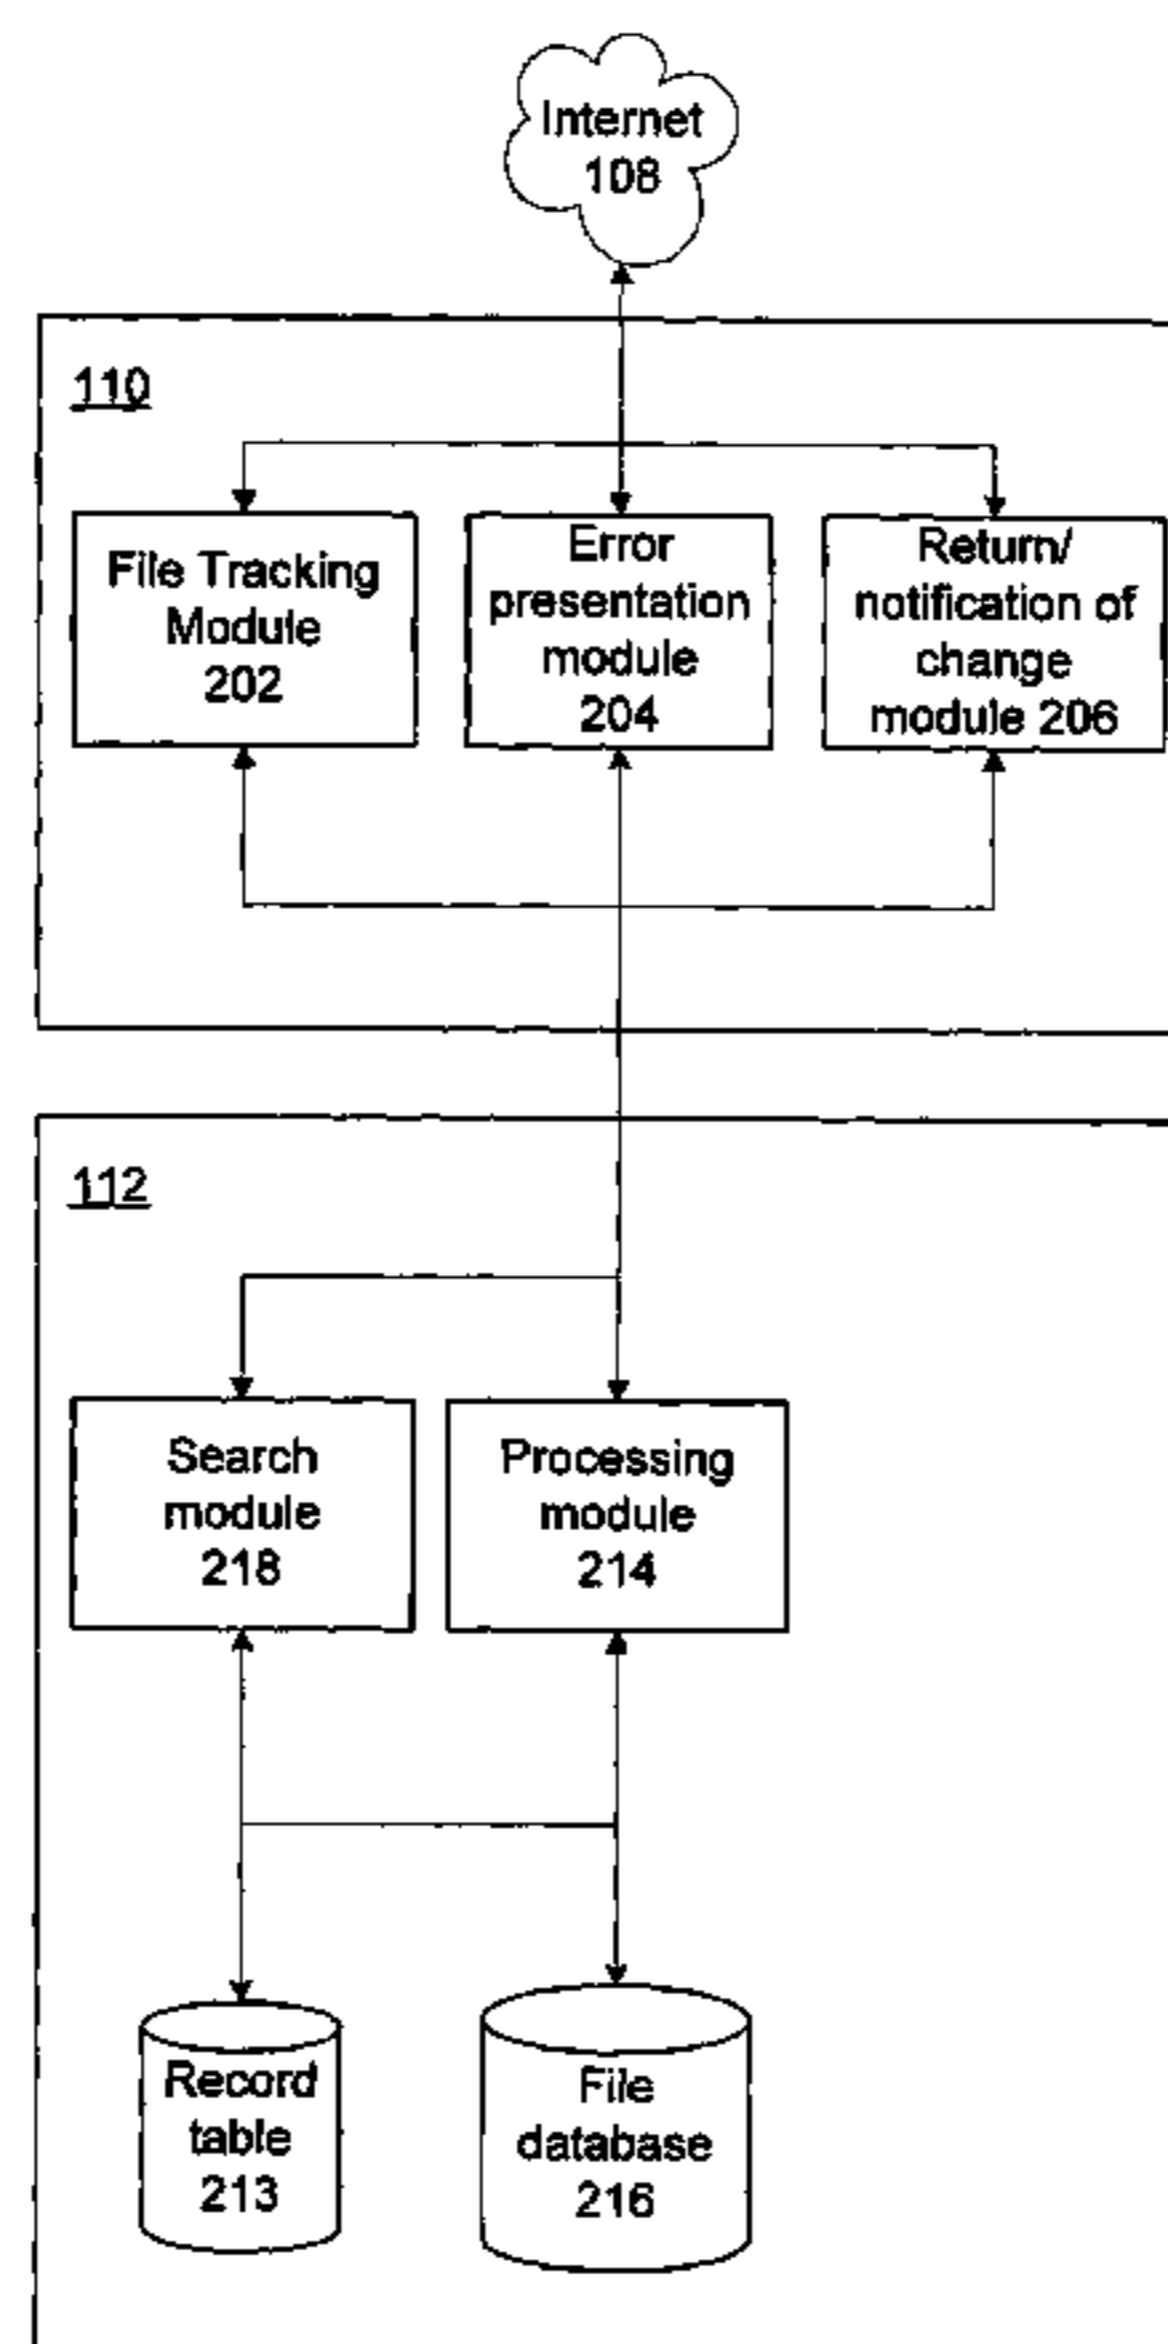 Internet
108
110
File Tracking
Module
202
Error
presentation
module
204
Return/
notification of
change
module 206
112
Search
module
218
Processing
module
214
Record
table
213
File
database
216